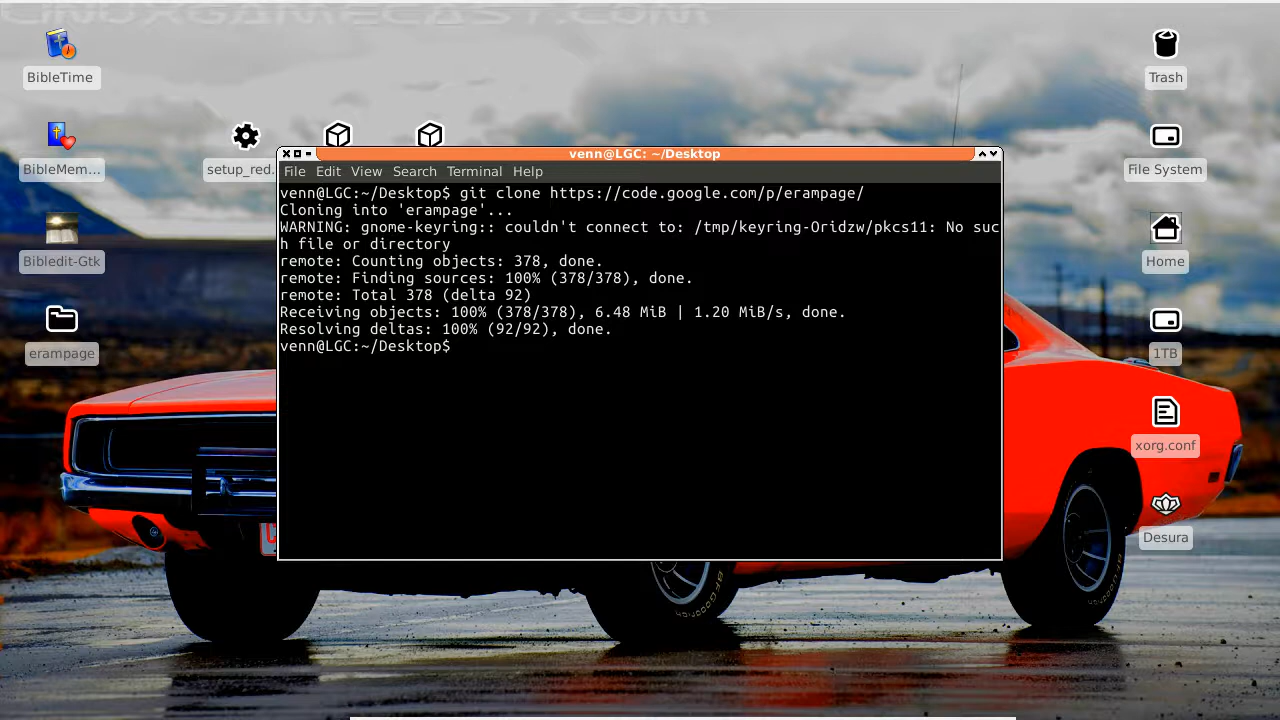 LINUXGAMECAST.COM
BibleTime
Trash
BibleMem...
setup_red.
File System
Bibledit-Gtk
Home
erampage
1TB
xorg.conf
Desura
venn@LGC: ~/Desktop
File Edit View Search Terminal Help
venn@LGC:~/Desktop$ git clone https://code.google.com/p/erampage/
Cloning into 'erampage'...
WARNING: gnome-keyring:: couldn't connect to: /tmp/keyring-Oridzw/pkcs11: No suc
h file or directory
remote: Counting objects: 378, done.
remote: Finding sources: 100% (378/378), done.
remote: Total 378 (delta 92)
Receiving objects: 100% (378/378), 6.48 MiB | 1.20 MiB/s, done.
Resolving deltas: 100% (92/92), done.
venn@LGC:~/Desktop$